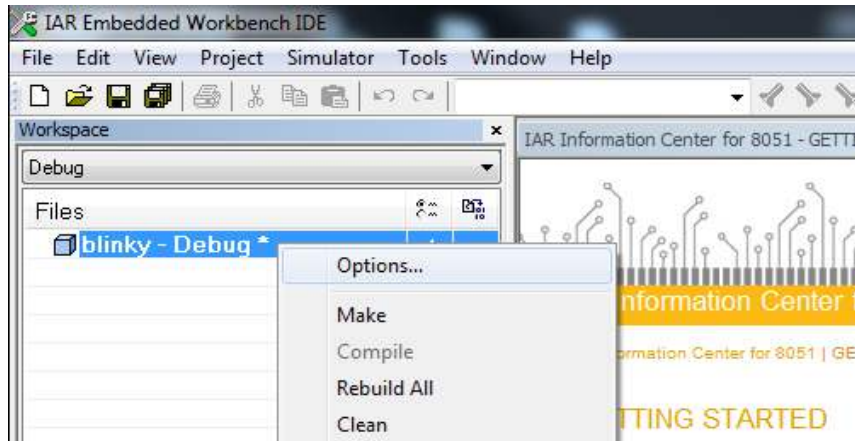 IAR Embedded Workbench IDE
File Edit View Project Simulator Tools Window Help
Workspace
IAR Information Center for 8051 - GETTI
Debug
Files
blinky - Debug *
Options...
Make
Compile
Rebuild All
Clean
nformation Center
rmation Center for 8051 | GE
TTING STARTED